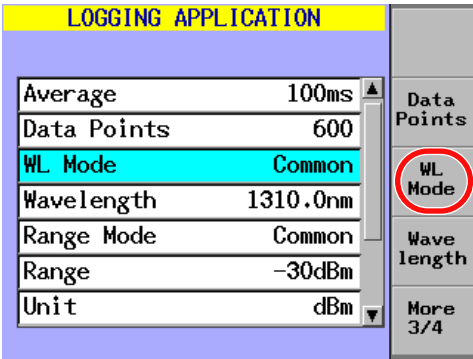 LOGGING APPLICATION
Average 100ms
Data Points 600
WL Mode Common
Wavelength 1310.0nm
Range Mode Common
Range -30dBm
Unit dBm
Data
Points
WL
Mode
Wave
length
More
3/4